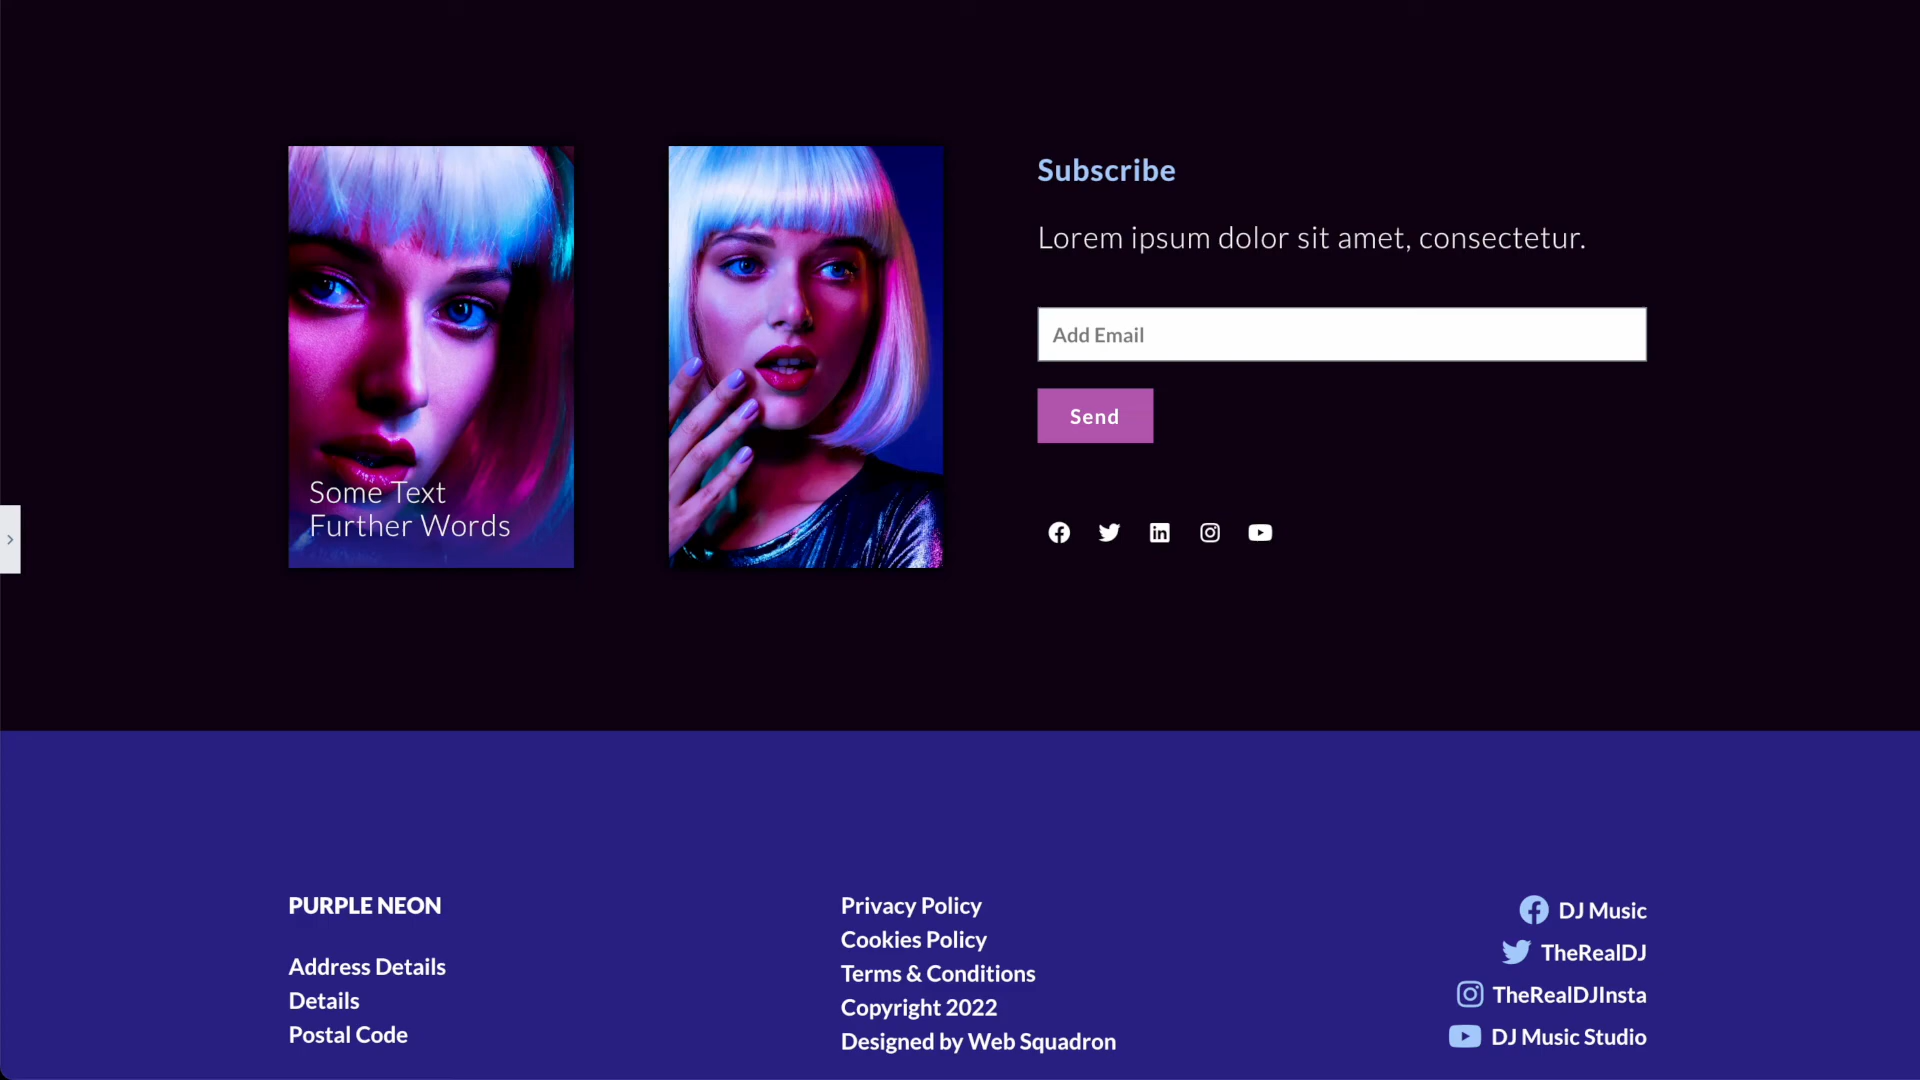 Some Text
Further Words
Subscribe
Lorem ipsum dolor sit amet, consectetur.
Add Email
Send
PURPLE NEON
Address Details
Details
Postal Code
Privacy Policy
Cookies Policy
Terms & Conditions
Copyright 2022
Designed by Web Squadron
DJ Music
TheRealDJ
TheRealDJInsta
DJ Music Studio